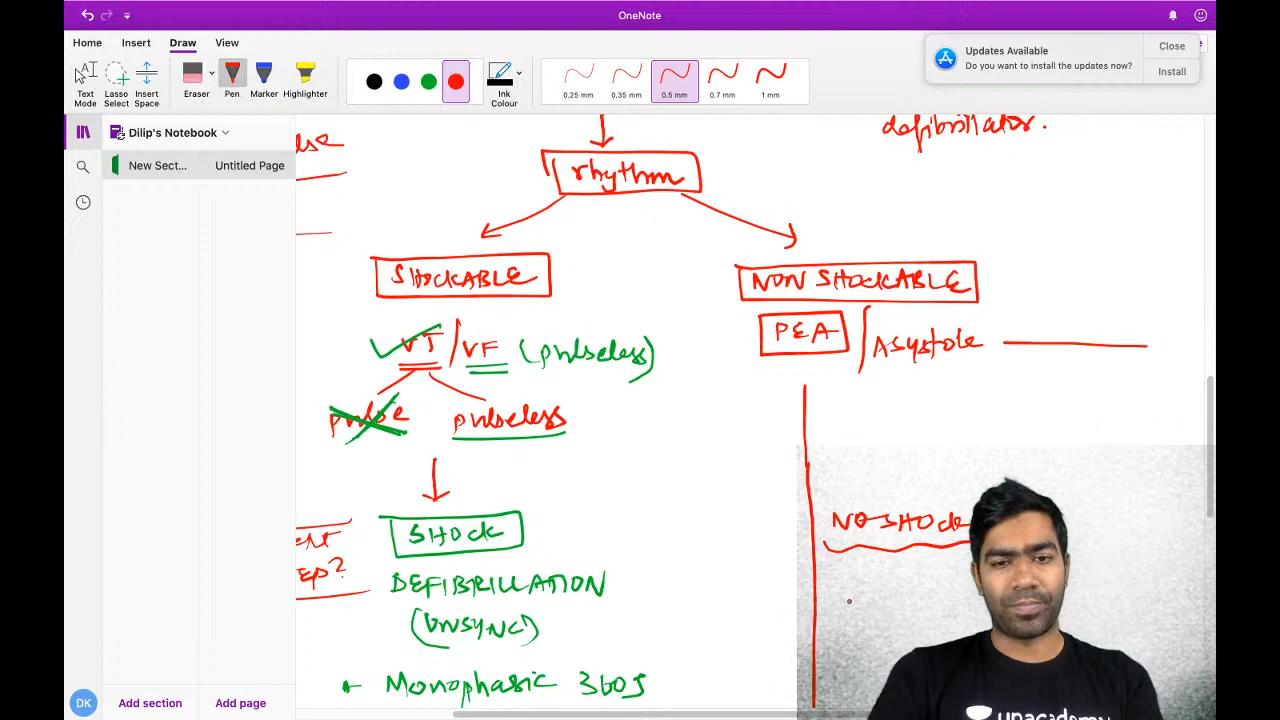 OneNote
Home Insert Draw View
Updates Available
Do you want to install the updates now?
Close
Install
Text Mode
Lasso Select
Insert Space
Eraser
Pen
Marker
Highlighter
Ink Colour
0.25 mm
0.35 mm
0.5 mm
0.7 mm
1 mm
Dilip's Notebook
New Sect... Untitled Page
defibrillator.
rhythm
SHOCKABLE
NON SHOCKABLE
VT / VF (pulseless)
PEA / Asystole
pulse pulseless
SHOCK
NO SHOCK
DEFIBRILLATION
(UNSYNC)
Monophasic 360J
DK
Add section
Add page
unacademy